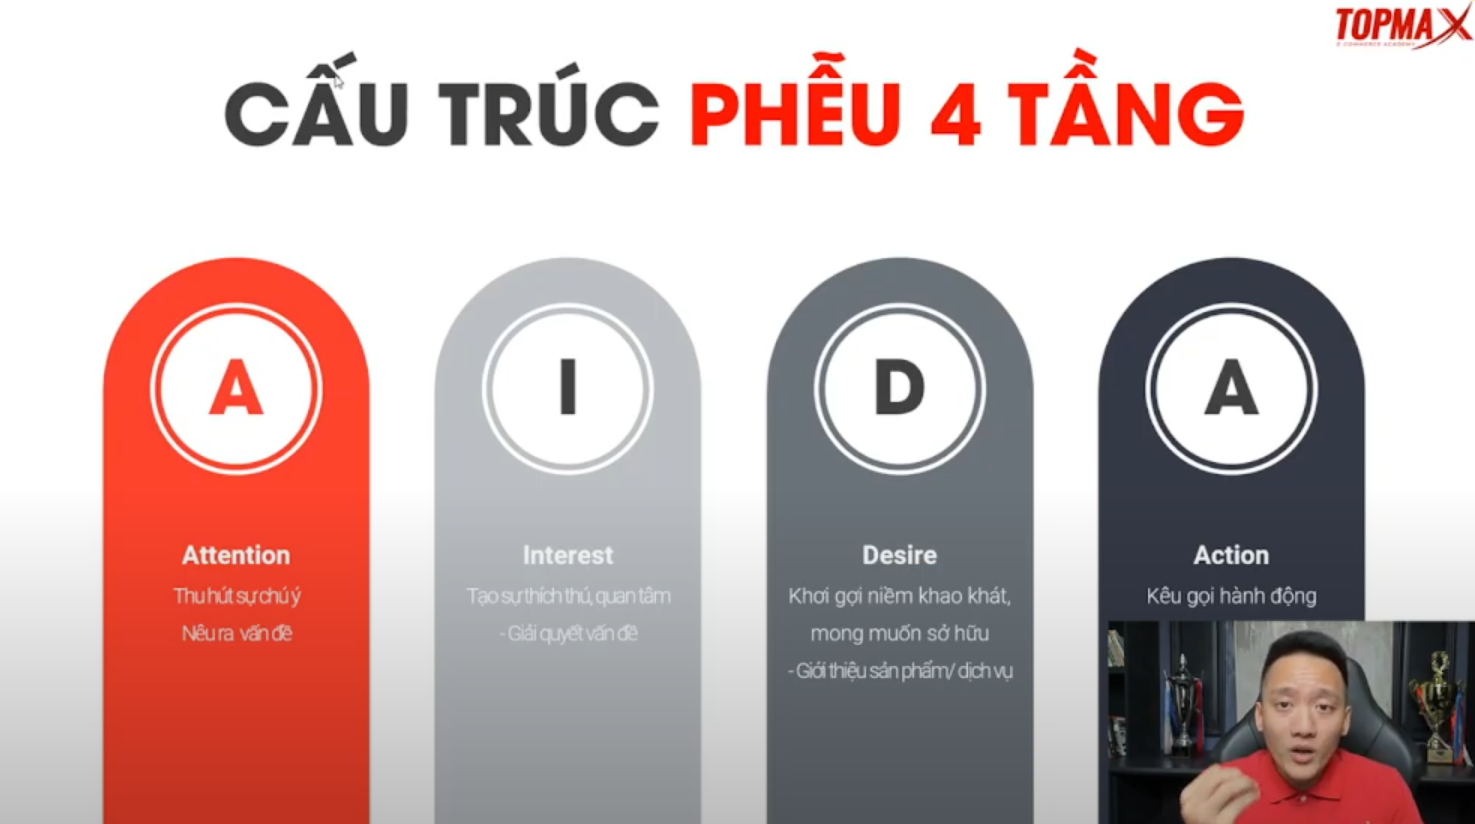 TOPMAX
E-COMMERCE ACADEMY
CẤU TRÚC PHỄU 4 TẦNG
A
Attention
Thu hút sự chú ý
Nêu ra vấn đề
I
Interest
Tạo sự thích thú, quan tâm
- Giải quyết vấn đề
D
Desire
Khơi gợi niềm khao khát,
mong muốn sở hữu
- Giới thiệu sản phẩm/ dịch vụ
A
Action
Kêu gọi hành động